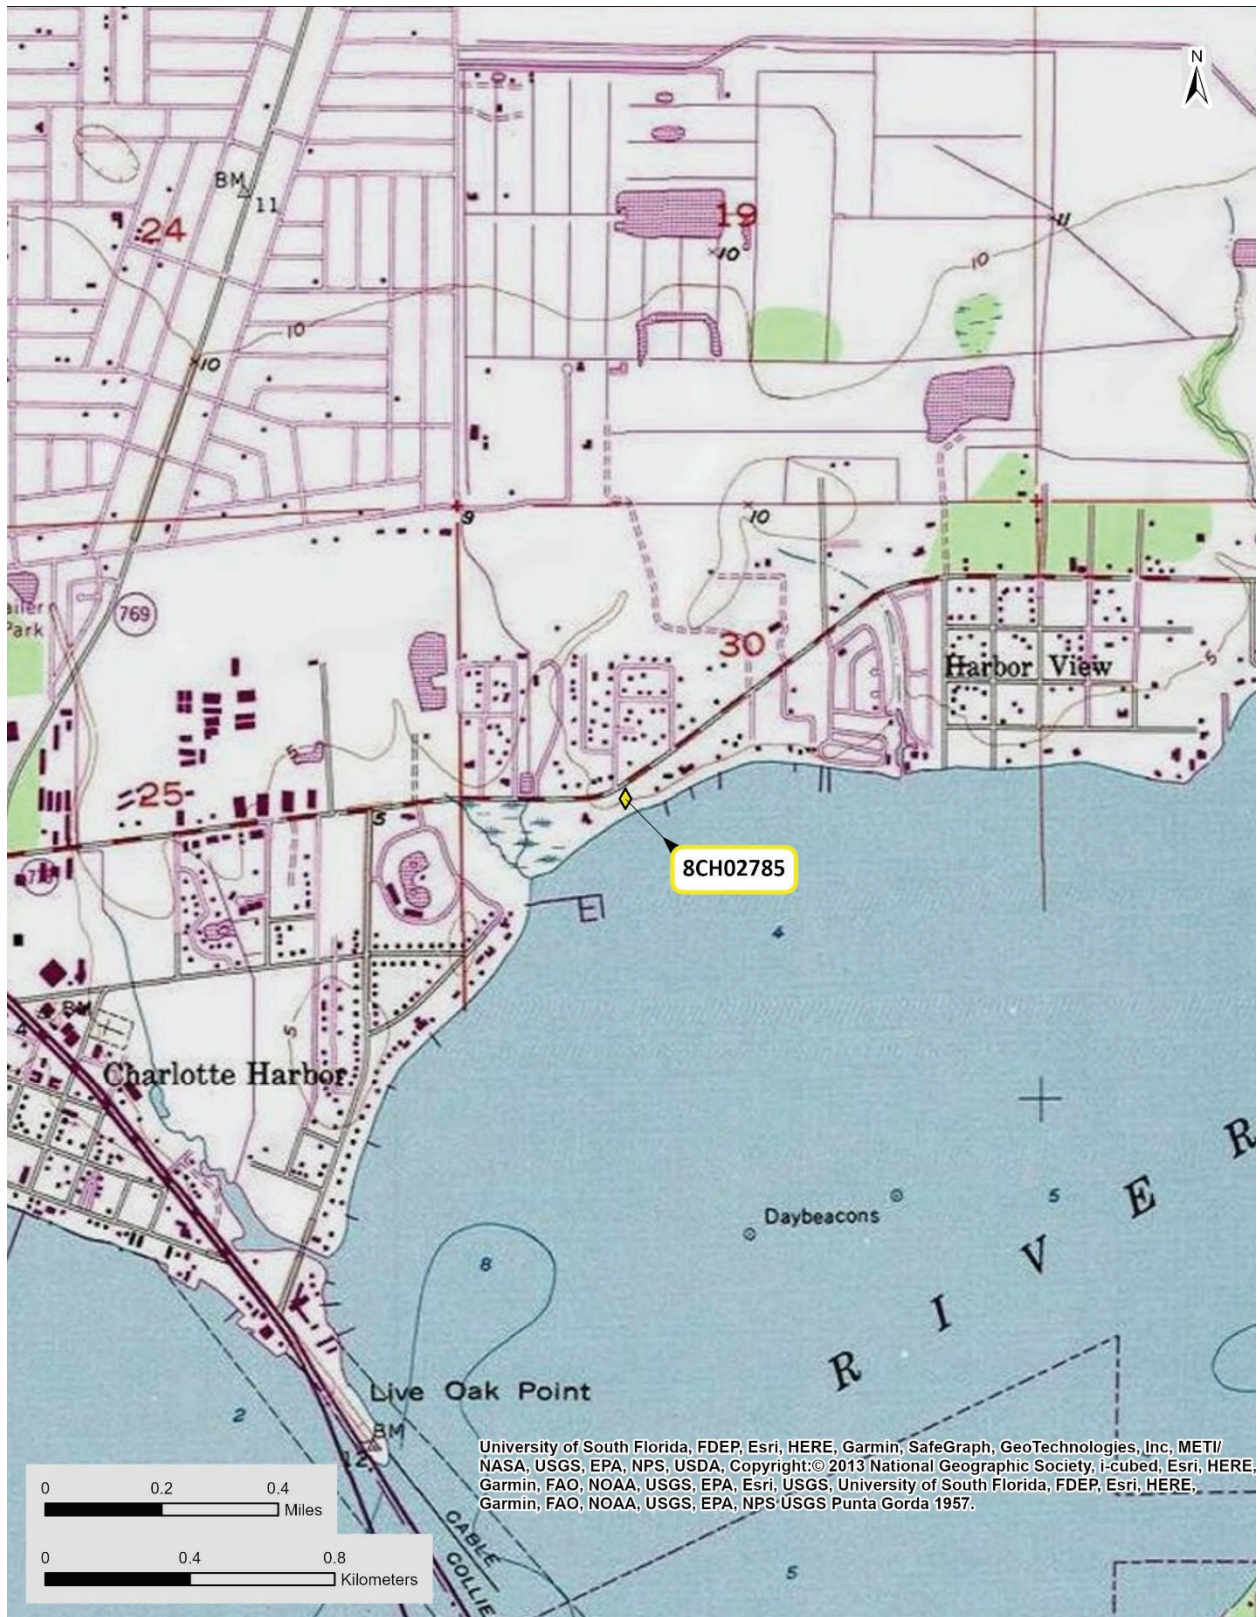 N
BM
11
24
19
10
11
10
10
10
10
9
769
ailer
Park
30
Harbor View
5
5
25
5
8CH02785
4
BM
4
5
Charlotte Harbor
R
E
V
I
R
Daybeacons
5
8
Live Oak Point
BM
12
2
CABLE
COLLIE
5
University of South Florida, FDEP, Esri, HERE, Garmin, SafeGraph, GeoTechnologies, Inc, METI/
NASA, USGS, EPA, NPS, USDA, Copyright:© 2013 National Geographic Society, i-cubed, Esri, HERE,
Garmin, FAO, NOAA, USGS, EPA, Esri, USGS, University of South Florida, FDEP, Esri, HERE,
Garmin, FAO, NOAA, USGS, EPA, NPS USGS Punta Gorda 1957.
0 0.2 0.4
Miles
0 0.4 0.8
Kilometers